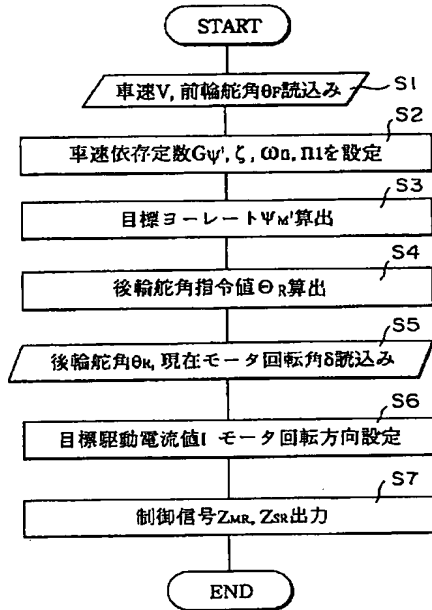 START
車速V, 前輪舵角θF読込み
S1
車速依存定数Gψ', ζ, ωn, n1を設定
S2
目標ヨーレートψM'算出
S3
後輪舵角指令値ΘR算出
S4
後輪舵角θR, 現在モータ回転角δ読込み
S5
目標駆動電流値I モータ回転方向設定
S6
制御信号ZMR, ZSR出力
S7
END